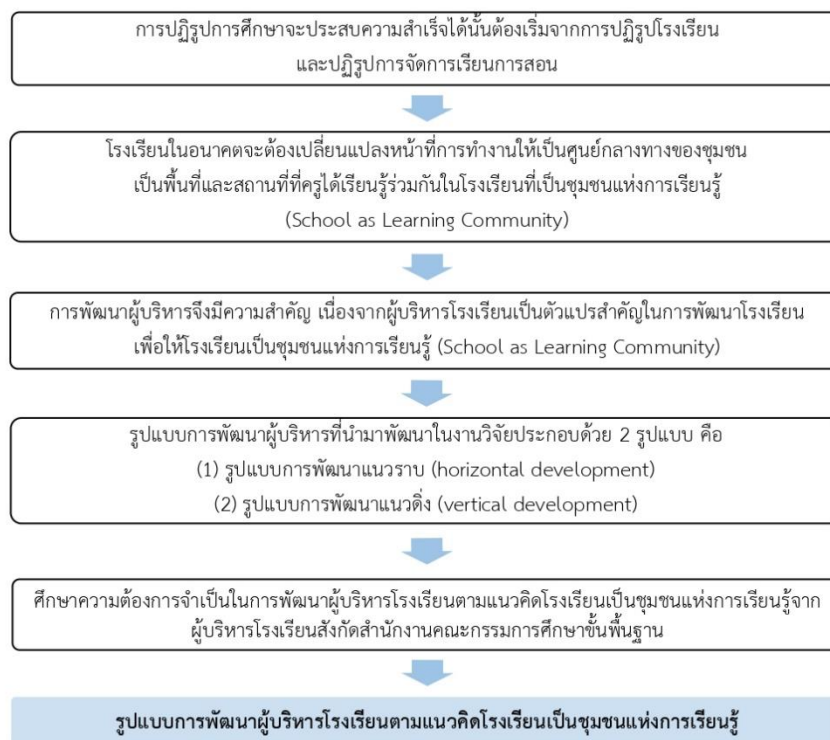 การปฏิรูปการศึกษาจะประสบความสำเร็จได้นั้นต้องเริ่มจากการปฏิรูปโรงเรียน
และปฏิรูปการจัดการเรียนการสอน
โรงเรียนในอนาคตจะต้องเปลี่ยนแปลงหน้าที่การทำงานให้เป็นศูนย์กลางทางของชุมชน
เป็นพื้นที่และสถานที่ที่ครูได้เรียนรู้ร่วมกันในโรงเรียนที่เป็นชุมชนแห่งการเรียนรู้
(School as Learning Community)
การพัฒนาผู้บริหารจึงมีความสำคัญ เนื่องจากผู้บริหารโรงเรียนเป็นตัวแปรสำคัญในการพัฒนาโรงเรียน
เพื่อให้โรงเรียนเป็นชุมชนแห่งการเรียนรู้ (School as Learning Community)
รูปแบบการพัฒนาผู้บริหารที่นำมาพัฒนาในงานวิจัยประกอบด้วย 2 รูปแบบ คือ
(1) รูปแบบการพัฒนาแนวราบ (horizontal development)
(2) รูปแบบการพัฒนาแนวดิ่ง (vertical development)
ศึกษาความต้องการจำเป็นในการพัฒนาผู้บริหารโรงเรียนตามแนวคิดโรงเรียนเป็นชุมชนแห่งการเรียนรู้จาก
ผู้บริหารโรงเรียนสังกัดสำนักงานคณะกรรมการการศึกษาขั้นพื้นฐาน
รูปแบบการพัฒนาผู้บริหารโรงเรียนตามแนวคิดโรงเรียนเป็นชุมชนแห่งการเรียนรู้